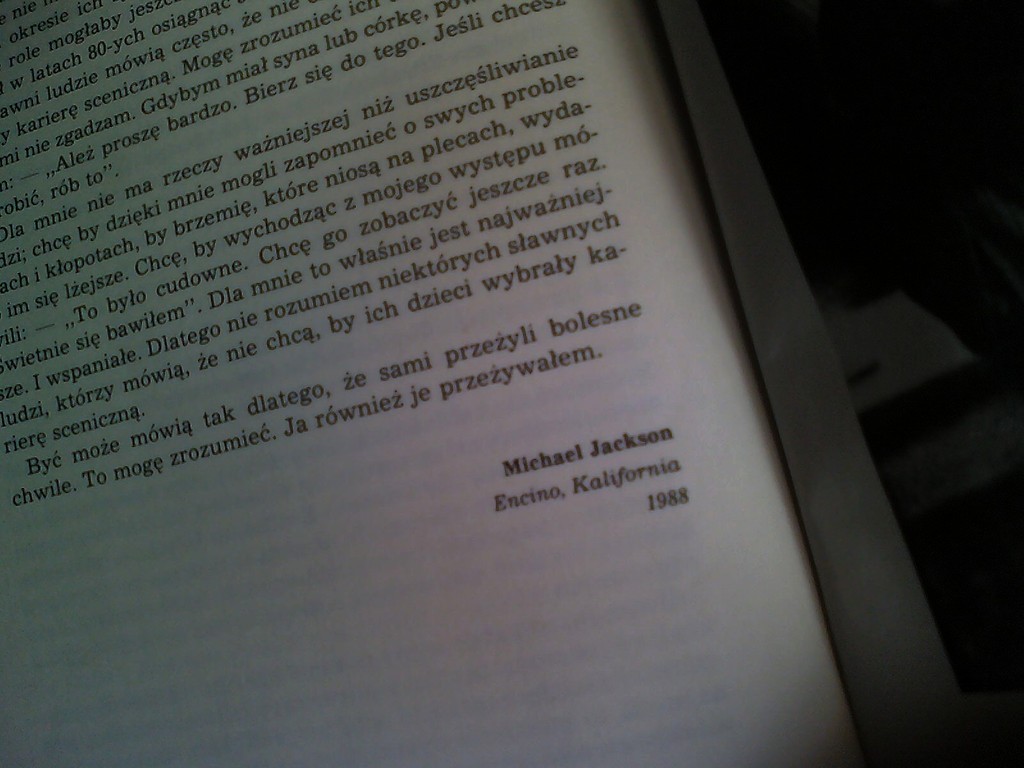 okresie ich
role mogłaby jeszcz
w latach 80-ych osiągnąć
awni ludzie mówią często, że nie
y karierę sceniczną. Mogę zrozumieć ich
mi nie zgadzam. Gdybym miał syna lub córkę, pow
: — „Ależ proszę bardzo. Bierz się do tego. Jeśli chcesz
robić, rób to”.
Dla mnie nie ma rzeczy ważniejszej niż uszczęśliwianie
dzi; chcę by dzięki mnie mogli zapomnieć o swych proble-
ach i kłopotach, by brzemię, które niosą na plecach, wyda-
im się lżejsze. Chcę, by wychodząc z mojego występu mó-
ili: — „To było cudowne. Chcę go zobaczyć jeszcze raz.
Świetnie się bawiłem”. Dla mnie to właśnie jest najważniej-
sze. I wspaniałe. Dlatego nie rozumiem niektórych sławnych
ludzi, którzy mówią, że nie chcą, by ich dzieci wybrały ka-
rierę sceniczną.
Być może mówią tak dlatego, że sami przeżyli bolesne
chwile. To mogę zrozumieć. Ja również je przeżywałem.
Michael Jackson
Encino, Kalifornia
1988